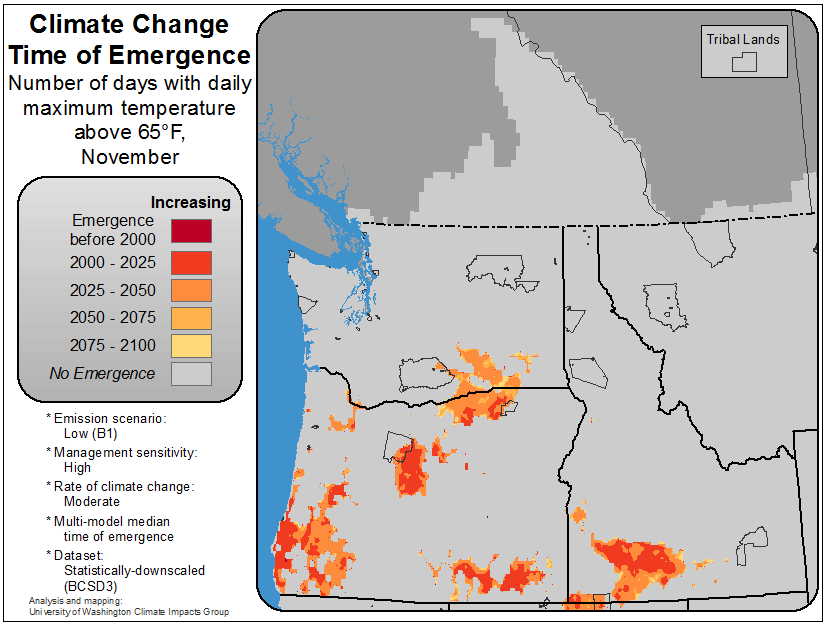 Climate Change
Time of Emergence
Number of days with daily
maximum temperature
above 65°F,
November
Increasing
Emergence
before 2000
2000 - 2025
2025 - 2050
2050 - 2075
2075 - 2100
No Emergence
* Emission scenario:
Low (B1)
* Management sensitivity:
High
* Rate of climate change:
Moderate
* Multi-model median
time of emergence
* Dataset:
Statistically-downscaled
(BCSD3)
Analysis and mapping:
University of Washington Climate Impacts Group
Tribal Lands